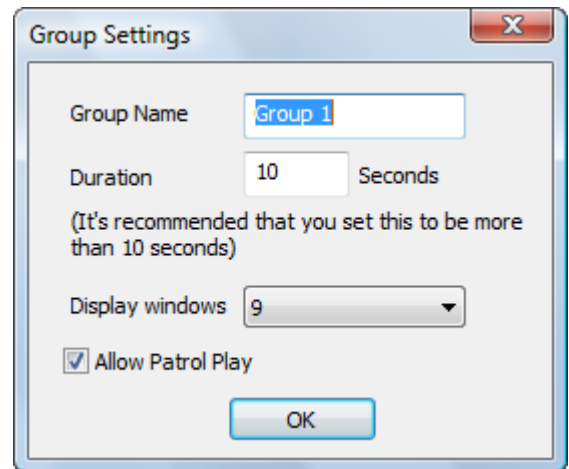 Group Settings
Group Name Group 1
Duration 10 Seconds
(It's recommended that you set this to be more
than 10 seconds)
Display windows 9
Allow Patrol Play
OK